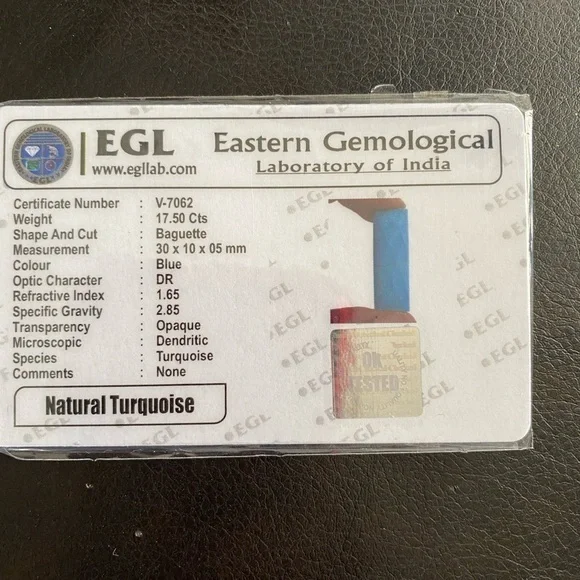 EGL
www.egllab.com
Eastern Gemological
Laboratory of India
Certificate Number : V-7062
Weight : 17.50 Cts
Shape And Cut : Baguette
Measurement : 30 x 10 x 05 mm
Colour : Blue
Optic Character : DR
Refractive Index : 1.65
Specific Gravity : 2.85
Transparency : Opaque
Microscopic : Dendritic
Species : Turquoise
Comments : None
Natural Turquoise
OK
TESTED